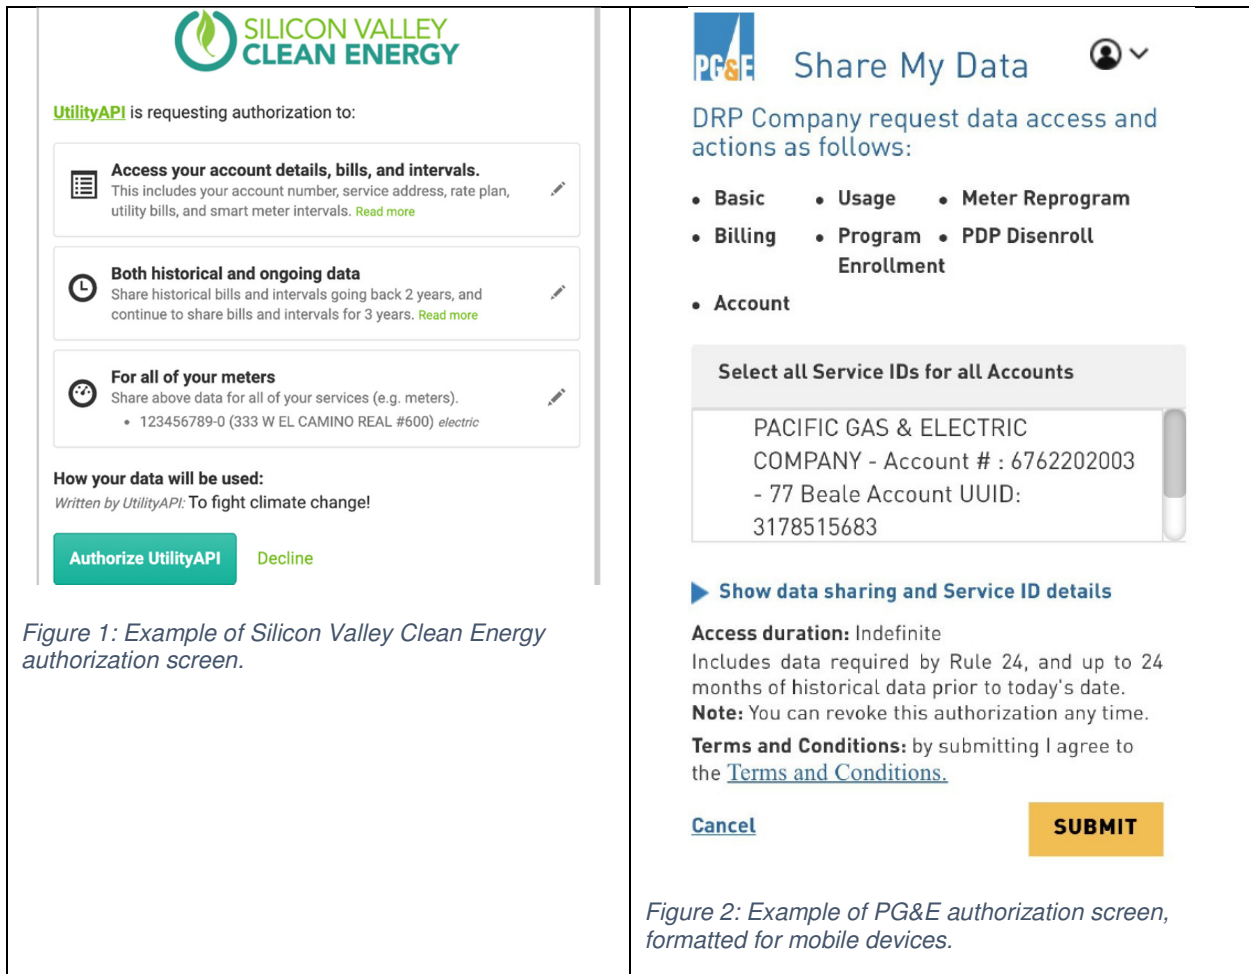 SILICON VALLEY
CLEAN ENERGY
UtilityAPI is requesting authorization to:
Access your account details, bills, and intervals.
This includes your account number, service address, rate plan,
utility bills, and smart meter intervals. Read more
Both historical and ongoing data
Share historical bills and intervals going back 2 years, and
continue to share bills and intervals for 3 years. Read more
For all of your meters
Share above data for all of your services (e.g. meters).
• 123456789-0 (333 W EL CAMINO REAL #600) electric
How your data will be used:
Written by UtilityAPI: To fight climate change!
Authorize UtilityAPI Decline
Figure 1: Example of Silicon Valley Clean Energy
authorization screen.
PG&E Share My Data
DRP Company request data access and
actions as follows:
• Basic • Usage • Meter Reprogram
• Billing • Program • PDP Disenroll
Enrollment
• Account
Select all Service IDs for all Accounts
PACIFIC GAS & ELECTRIC
COMPANY - Account # : 6762202003
- 77 Beale Account UUID:
3178515683
Show data sharing and Service ID details
Access duration: Indefinite
Includes data required by Rule 24, and up to 24
months of historical data prior to today's date.
Note: You can revoke this authorization any time.
Terms and Conditions: by submitting I agree to
the Terms and Conditions.
Cancel SUBMIT
Figure 2: Example of PG&E authorization screen,
formatted for mobile devices.